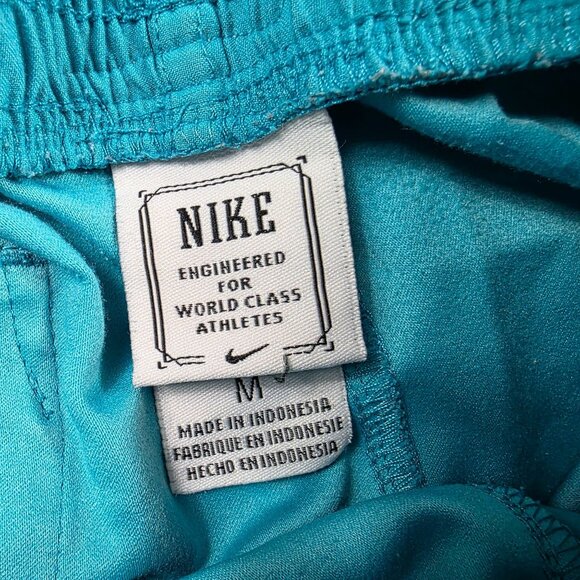 NIKE
ENGINEERED
FOR
WORLD CLASS
ATHLETES
M
MADE IN INDONESIA
FABRIQUE EN INDONESIE
HECHO EN INDONESIA